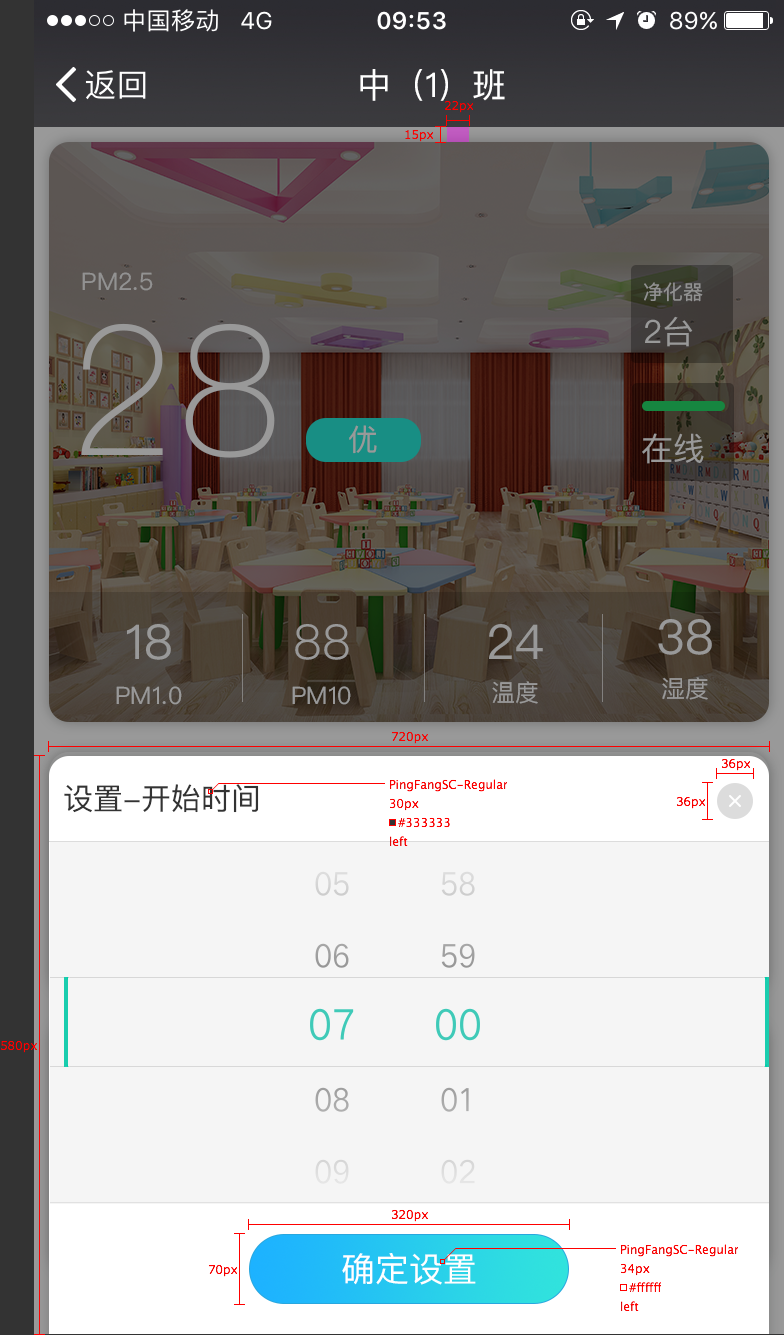 中国移动 4G 09:53 89%
返回 中（1）班
22px
15px
PM2.5
净化器
28
2台
优
在线
18 88 24 38
PM1.0 PM10 温度 湿度
720px
36px
设置-开始时间
PingFangSC-Regular
30px
#333333
left
36px
05 58
06 59
07 00
580px
08 01
09 02
320px
70px
确定设置
PingFangSC-Regular
34px
#ffffff
left